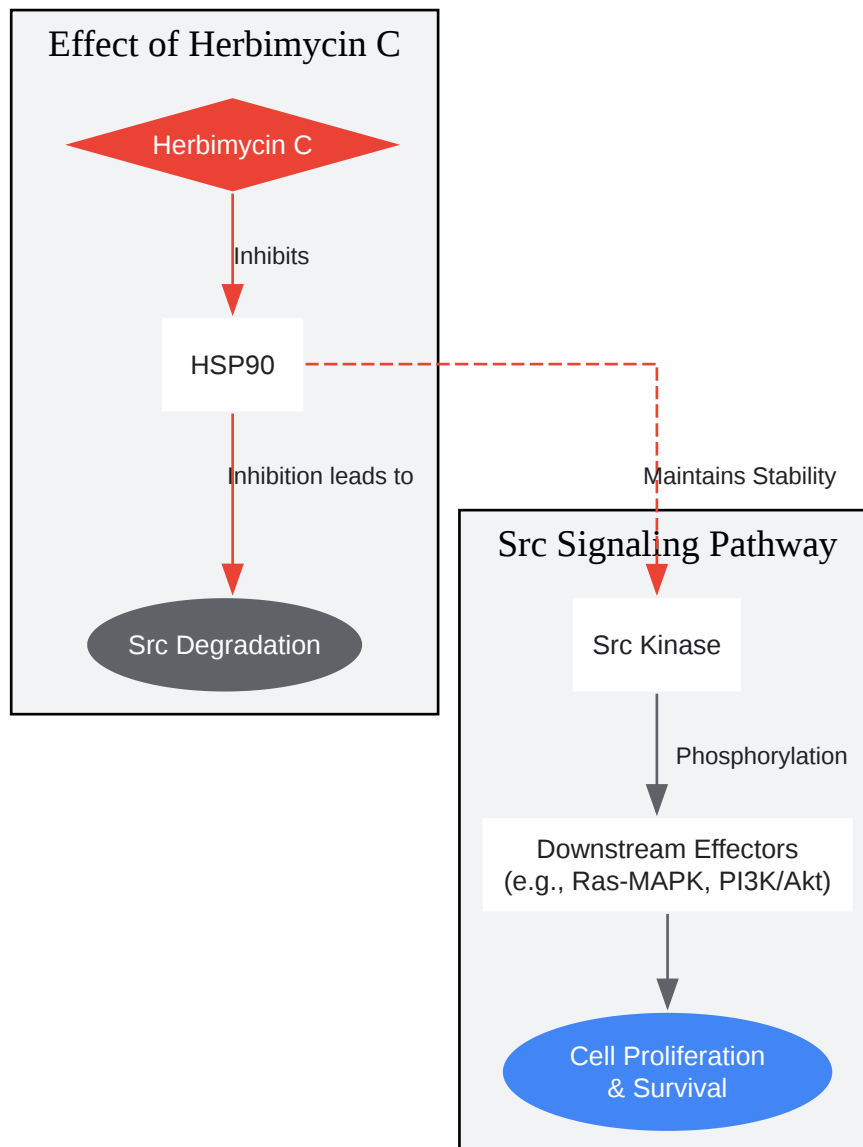 Effect of Herbimycin C
Herbimycin C
Inhibits
HSP90
Inhibition leads to
Src Degradation
Maintains Stability
Src Signaling Pathway
Src Kinase
Phosphorylation
Downstream Effectors
(e.g., Ras-MAPK, PI3K/Akt)
Cell Proliferation
& Survival